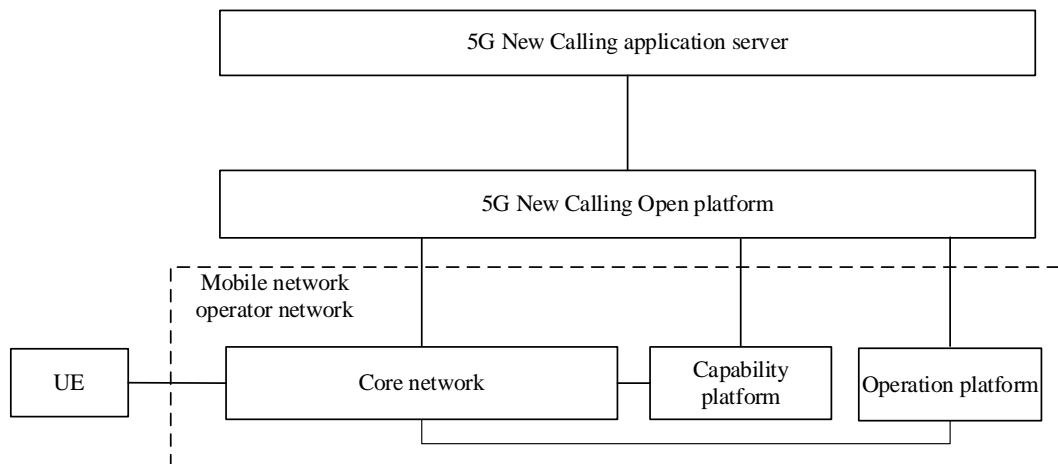 5G New Calling application server
5G New Calling Open platform
Mobile network
operator network
UE
Core network
Capability
platform
Operation platform